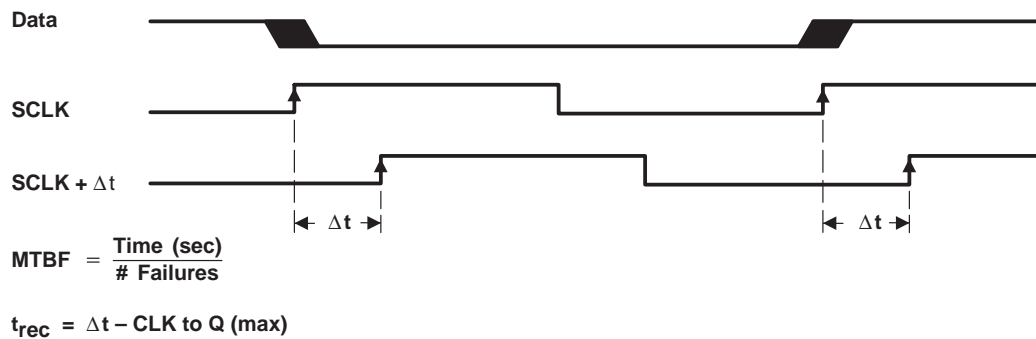 Data
SCLK
SCLK + Δt
Δt Δt
MTBF = Time (sec) / # Failures
trec = Δt – CLK to Q (max)